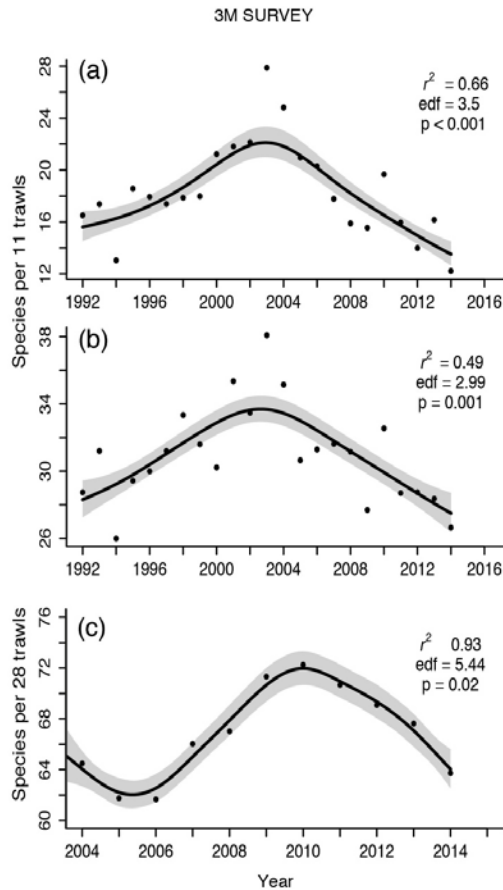 3M SURVEY
(a)
r² = 0.66
edf = 3.5
p < 0.001
28
24
20
16
12
1992 1996 2000 2004 2008 2012 2016
Species per 11 trawls
(b)
r² = 0.49
edf = 2.99
p = 0.001
38
34
30
26
1992 1996 2000 2004 2008 2012 2016
(c)
r² 0.93
edf = 5.44
p = 0.02
76
72
68
64
60
Species per 28 trawls
2004 2006 2008 2010 2012 2014
Year